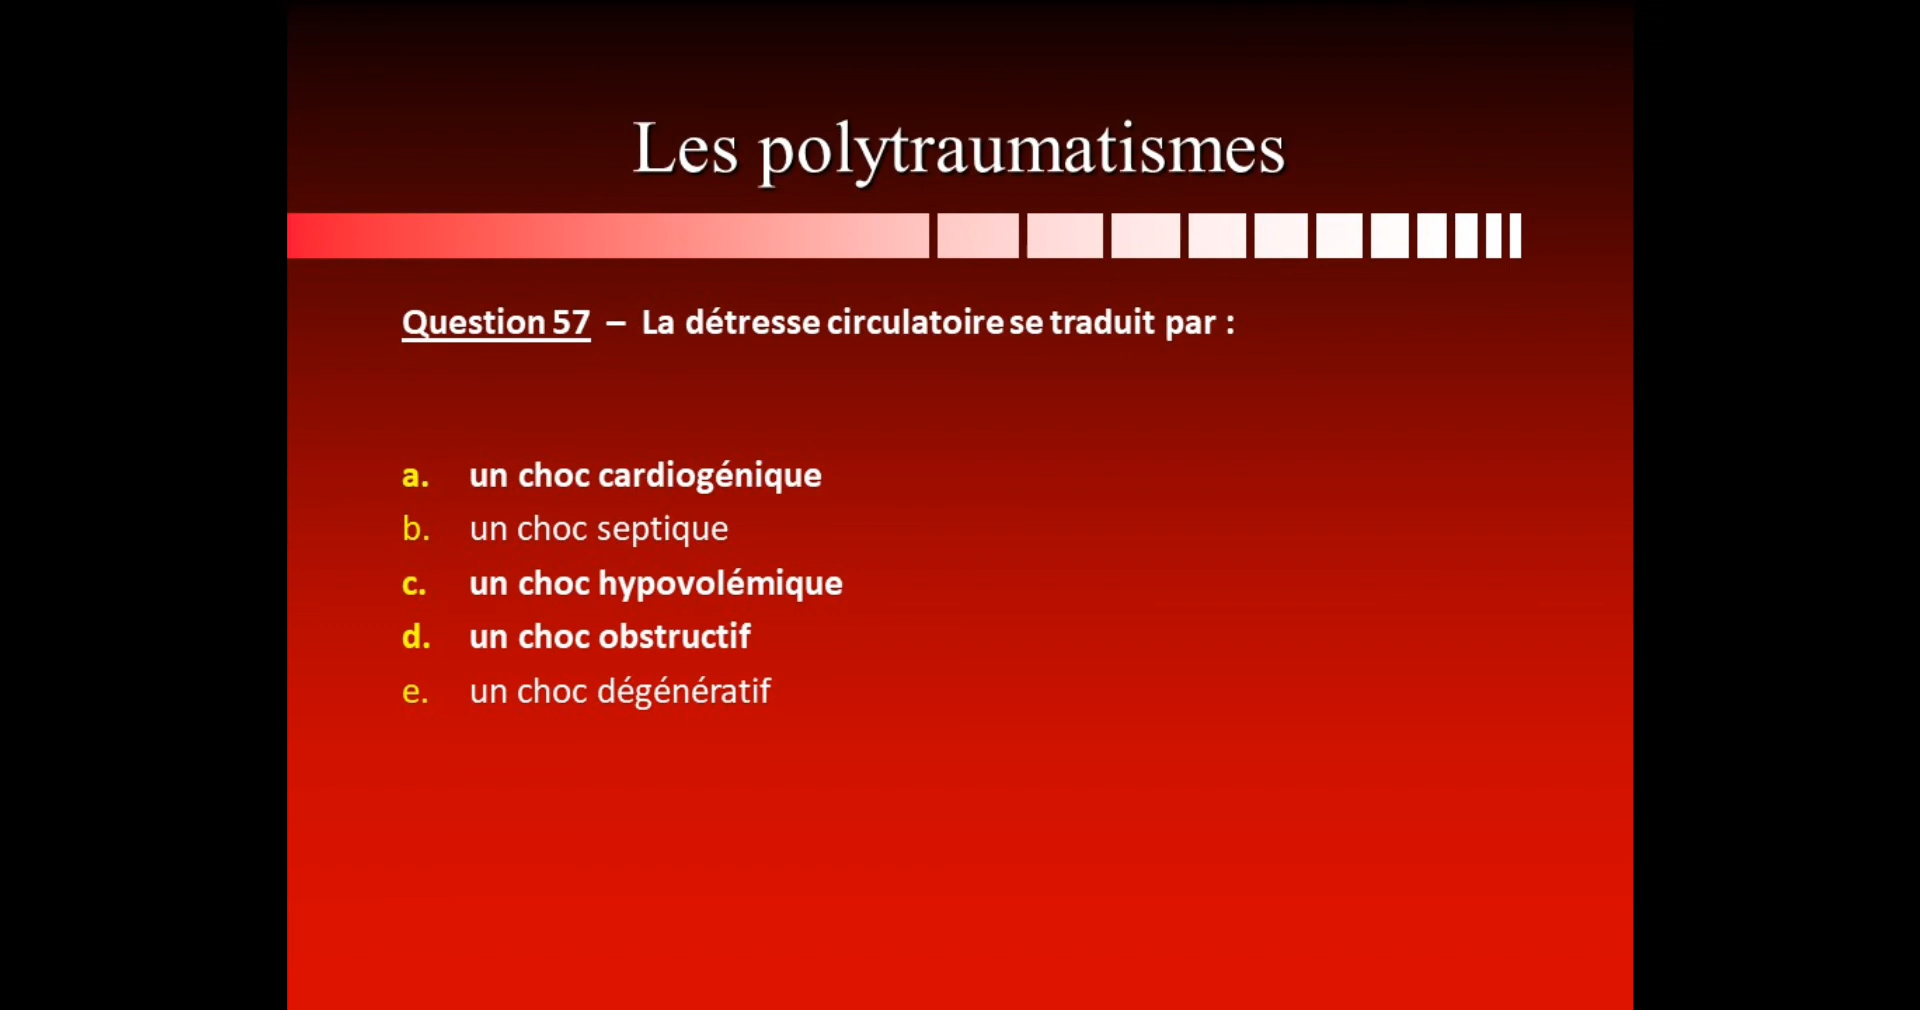 Les polytraumatismes
Question 57 – La détresse circulatoire se traduit par :
a. un choc cardiogénique
b. un choc septique
c. un choc hypovolémique
d. un choc obstructif
e. un choc dégénératif